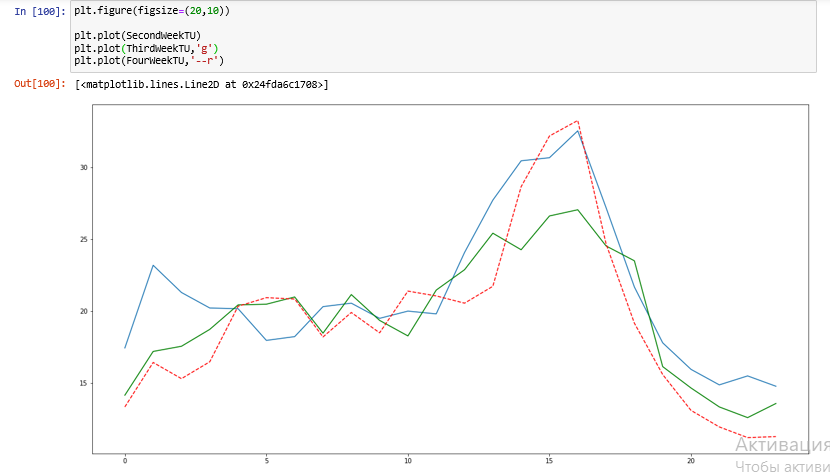 In [100]: plt.figure(figsize=(20,10))
plt.plot(SecondWeekTU)
plt.plot(ThirdWeekTU,'g')
plt.plot(FourWeekTU,'--r')
Out[100]: [<matplotlib.lines.Line2D at 0x24fda6c1708>]
30
25
20
15
0 5 10 15 20
Активация
Чтобы активи